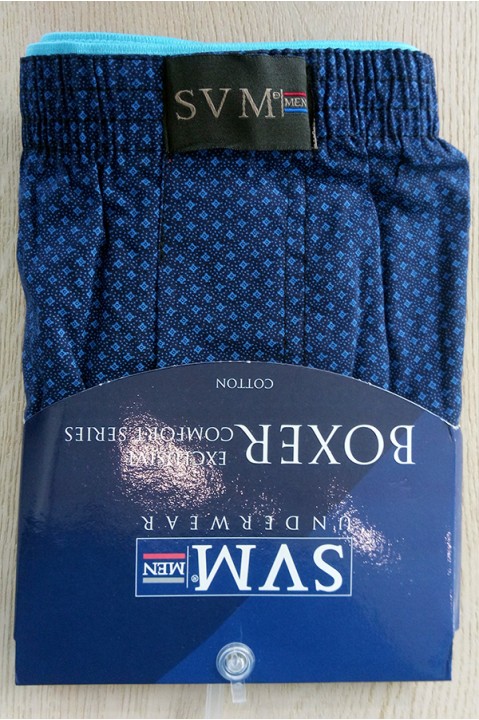 SVM® MEN
SVM® MEN
UNDERWEAR
BOXER
EXCLUSIVE
COMFORT SERIES
COTTON